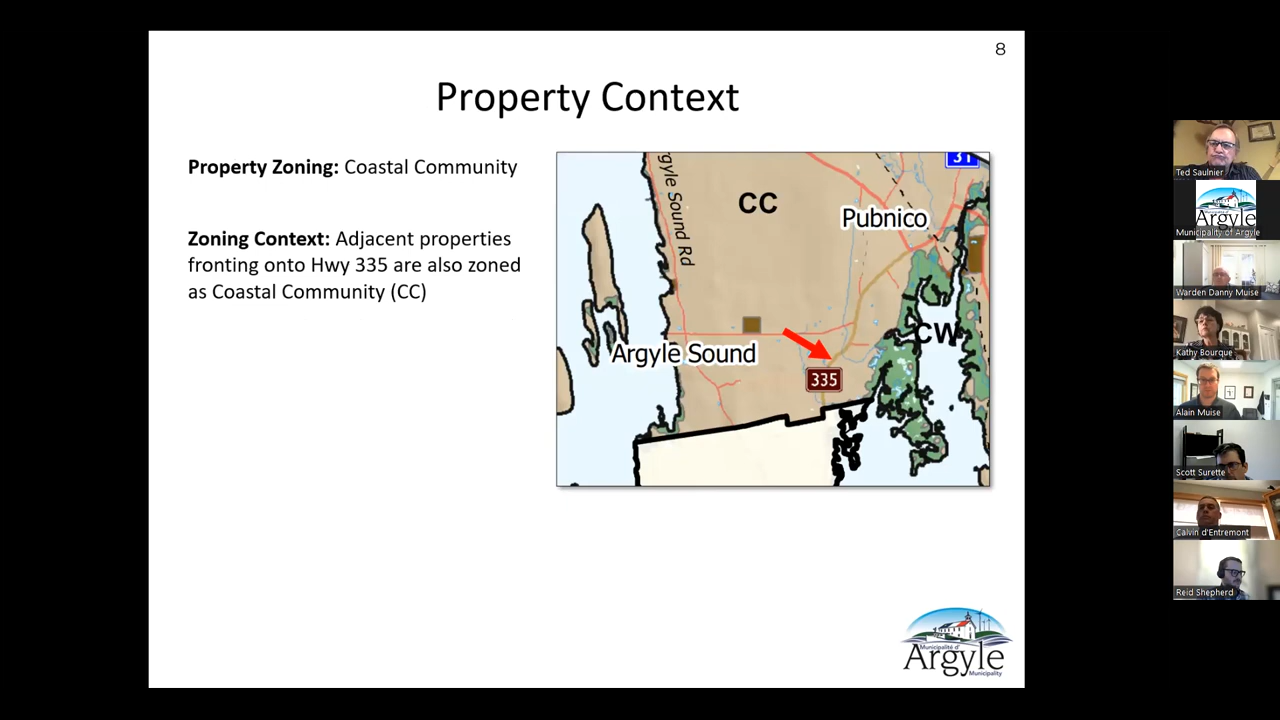 8
Property Context
Property Zoning: Coastal Community
Zoning Context: Adjacent properties
fronting onto Hwy 335 are also zoned
as Coastal Community (CC)
rgyle Sound Rd
CC
31
Pubnico
CW
Argyle Sound
335
Municipalité d'
Argyle
Municipality
Ted Saulnier
Argyle
Municipality of Argyle
Warden Danny Muise
Kathy Bourque
Alain Muise
Scott Surette
Calvin d'Entremont
Reid Shepherd